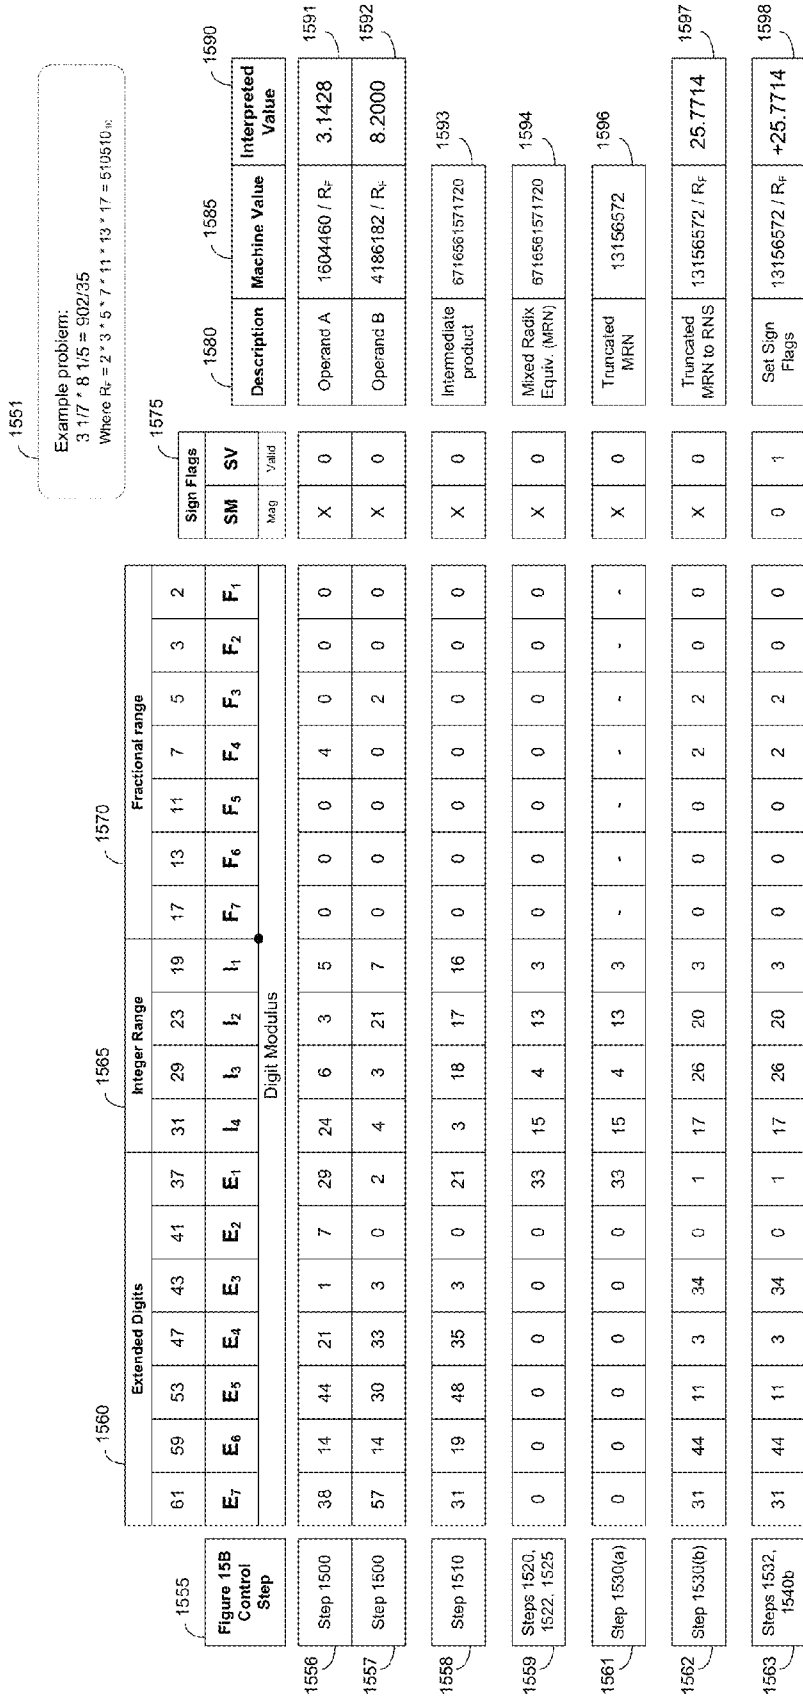 1551
Example problem:
3 1/7 * 8 1/5 = 902/35
Where RF = 2 * 3 * 5 * 7 * 11 * 13 * 17 = 510510₁₀
1555 1560 1565 1570 1575 1580 1585 1590
Figure 15B Control Step | Extended Digits | Integer Range | Fractional range | Sign Flags | Description | Machine Value | Interpreted Value
61 59 53 47 43 41 37 31 29 23 19 17 13 11 7 5 3 2
E₇ E₆ E₅ E₄ E₃ E₂ E₁ I₄ I₃ I₂ I₁ F₇ F₆ F₅ F₄ F₃ F₂ F₁ SM SV
Digit Modulus Mag Valid
1556 Step 1500 38 14 44 21 1 7 29 24 6 3 5 0 0 0 4 0 0 0 X 0 Operand A 1604460 / RF 3.1428 1591
1557 Step 1500 57 14 30 33 3 0 2 4 3 21 7 0 0 0 0 2 0 0 X 0 Operand B 4186182 / RF 8.2000 1592
1558 Step 1510 31 19 48 35 3 0 21 3 18 17 16 0 0 0 0 0 0 0 X 0 Intermediate product 6716561571720 1593
1559 Steps 1520, 1522, 1525 0 0 0 0 0 0 33 15 4 13 3 0 0 0 0 0 0 0 X 0 Mixed Radix Equiv. (MRN) 6716561571720 1594
1561 Step 1530(a) 0 0 0 0 0 0 33 15 4 13 3 - - - - - - - X 0 Truncated MRN 13156572 1596
1562 Step 1530(b) 31 44 11 3 34 0 1 17 26 20 3 0 0 0 2 2 0 0 X 0 Truncated MRN to RNS 13156572 / RF 25.7714 1597
1563 Steps 1532, 1540b 31 44 11 3 34 0 1 17 26 20 3 0 0 0 2 2 0 0 0 1 Set Sign Flags 13156572 / RF +25.7714 1598